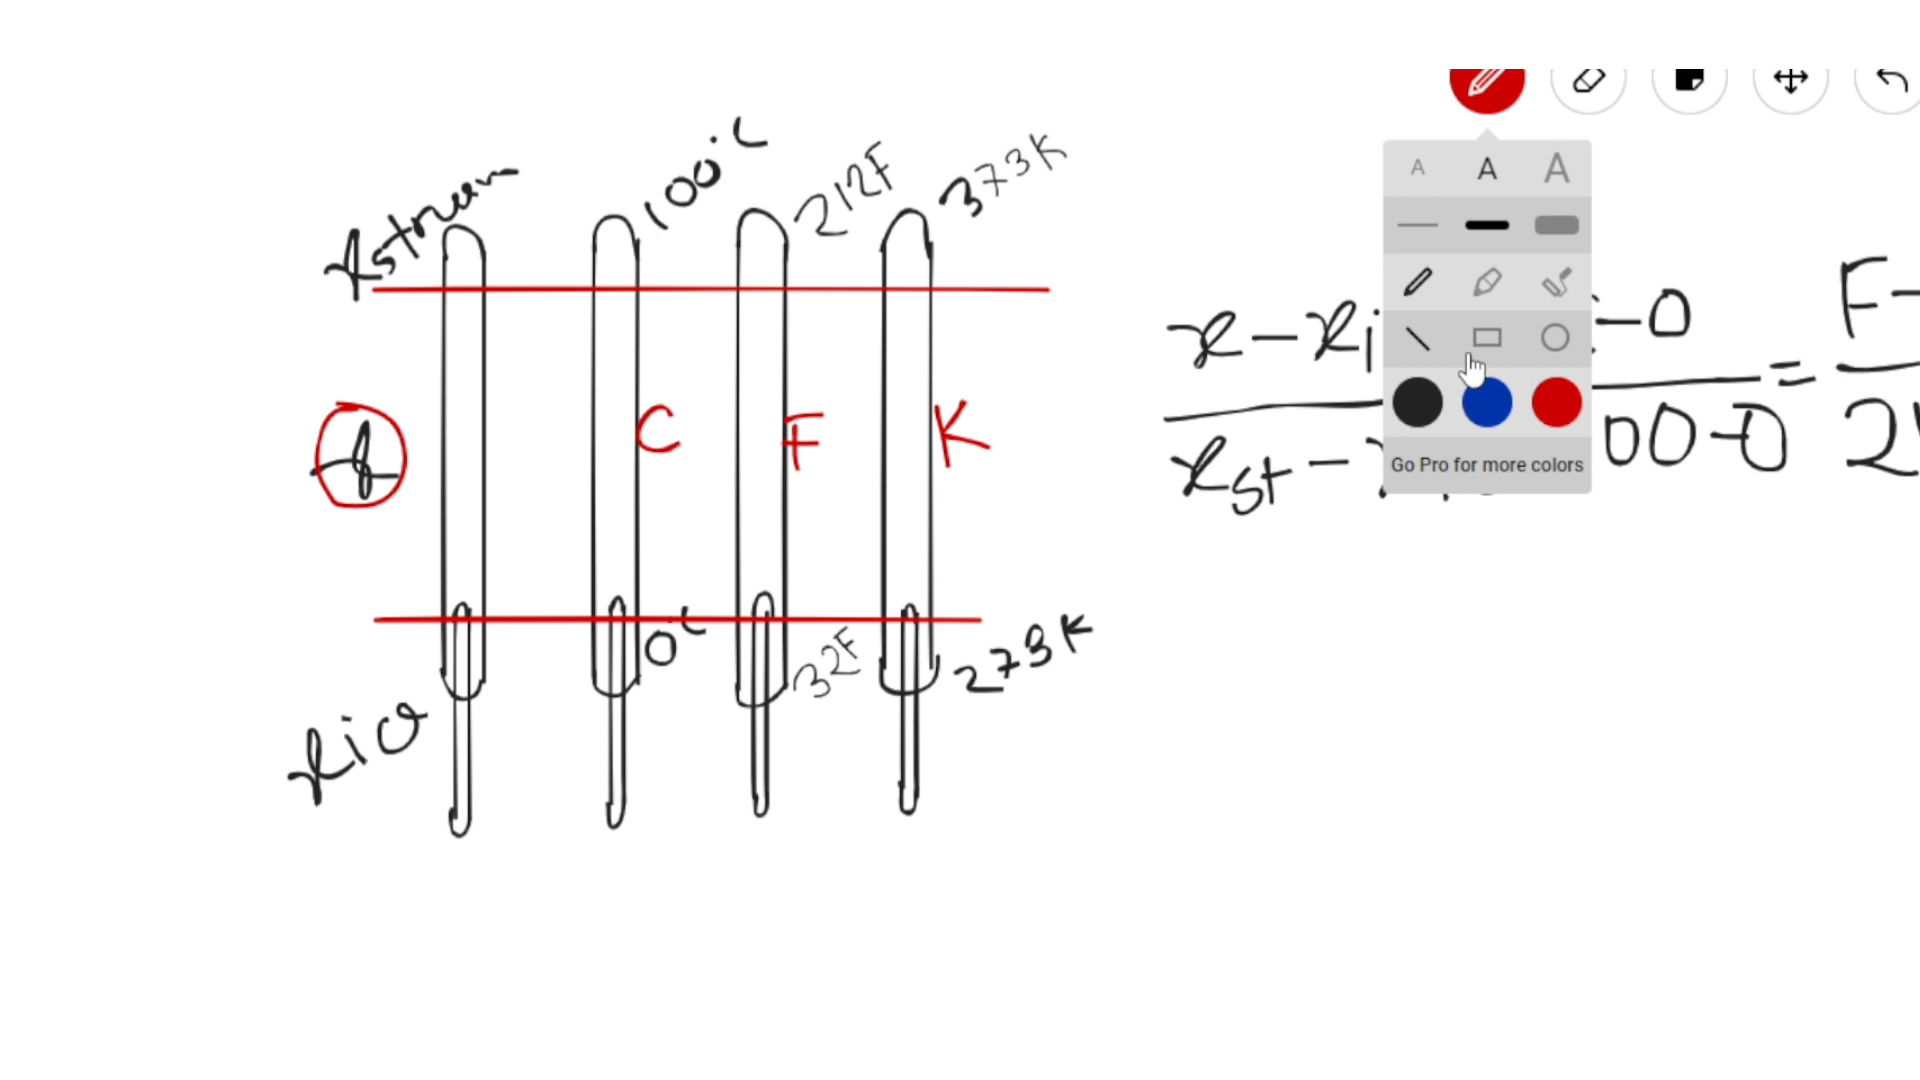 xstream
100°C
212F
373K
x
C
F
K
0°C
32F
273K
xice
x-xi
-0
=
F-
xst-
00-0
A A A
Go Pro for more colors